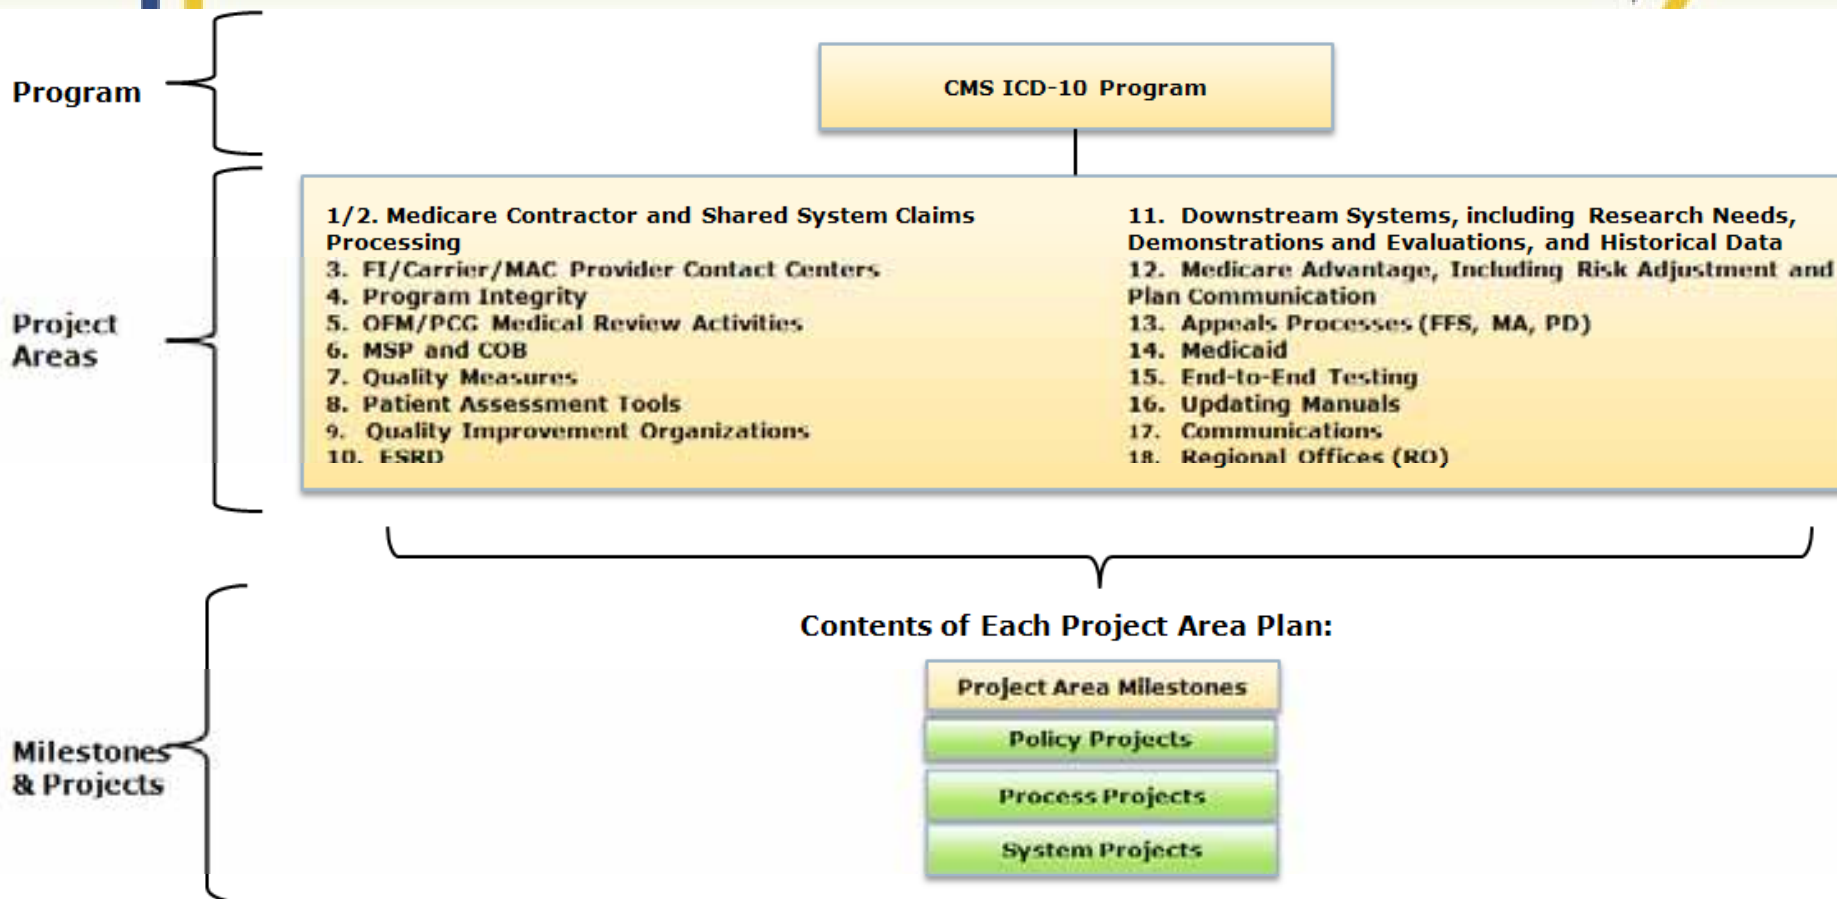 Program
CMS ICD-10 Program
Project
Areas
1/2. Medicare Contractor and Shared System Claims
Processing
3. FI/Carrier/MAC Provider Contact Centers
4. Program Integrity
5. OFM/PCG Medical Review Activities
6. MSP and COB
7. Quality Measures
8. Patient Assessment Tools
9. Quality Improvement Organizations
10. ESRD
11. Downstream Systems, including Research Needs,
Demonstrations and Evaluations, and Historical Data
12. Medicare Advantage, Including Risk Adjustment and
Plan Communication
13. Appeals Processes (FFS, MA, PD)
14. Medicaid
15. End-to-End Testing
16. Updating Manuals
17. Communications
18. Regional Offices (RO)
Milestones
& Projects
Contents of Each Project Area Plan:
Project Area Milestones
Policy Projects
Process Projects
System Projects